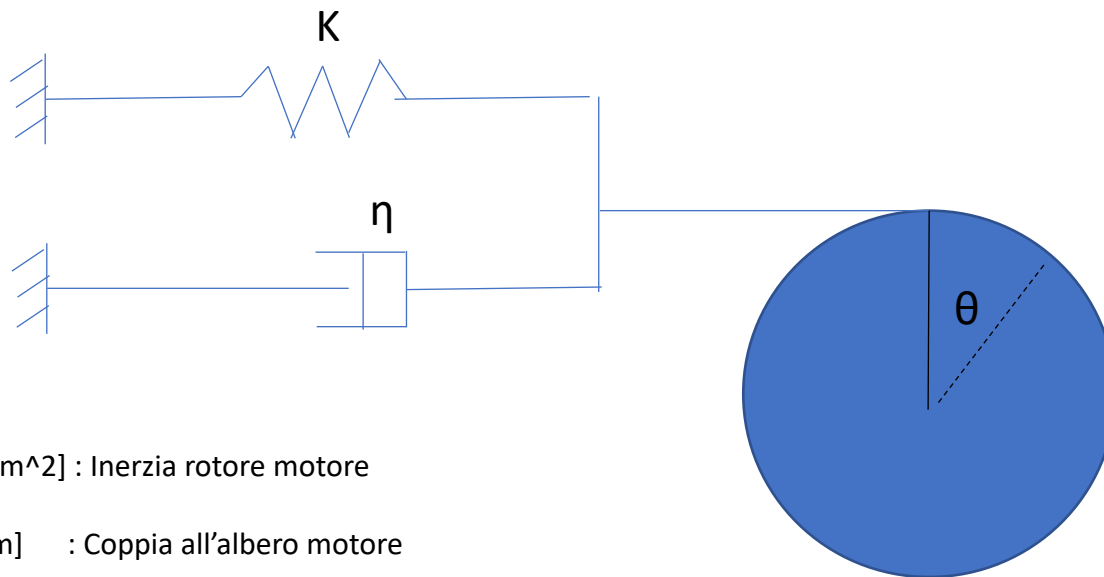 K
η
θ
m^2] : Inerzia rotore motore
m] : Coppia all’albero motore